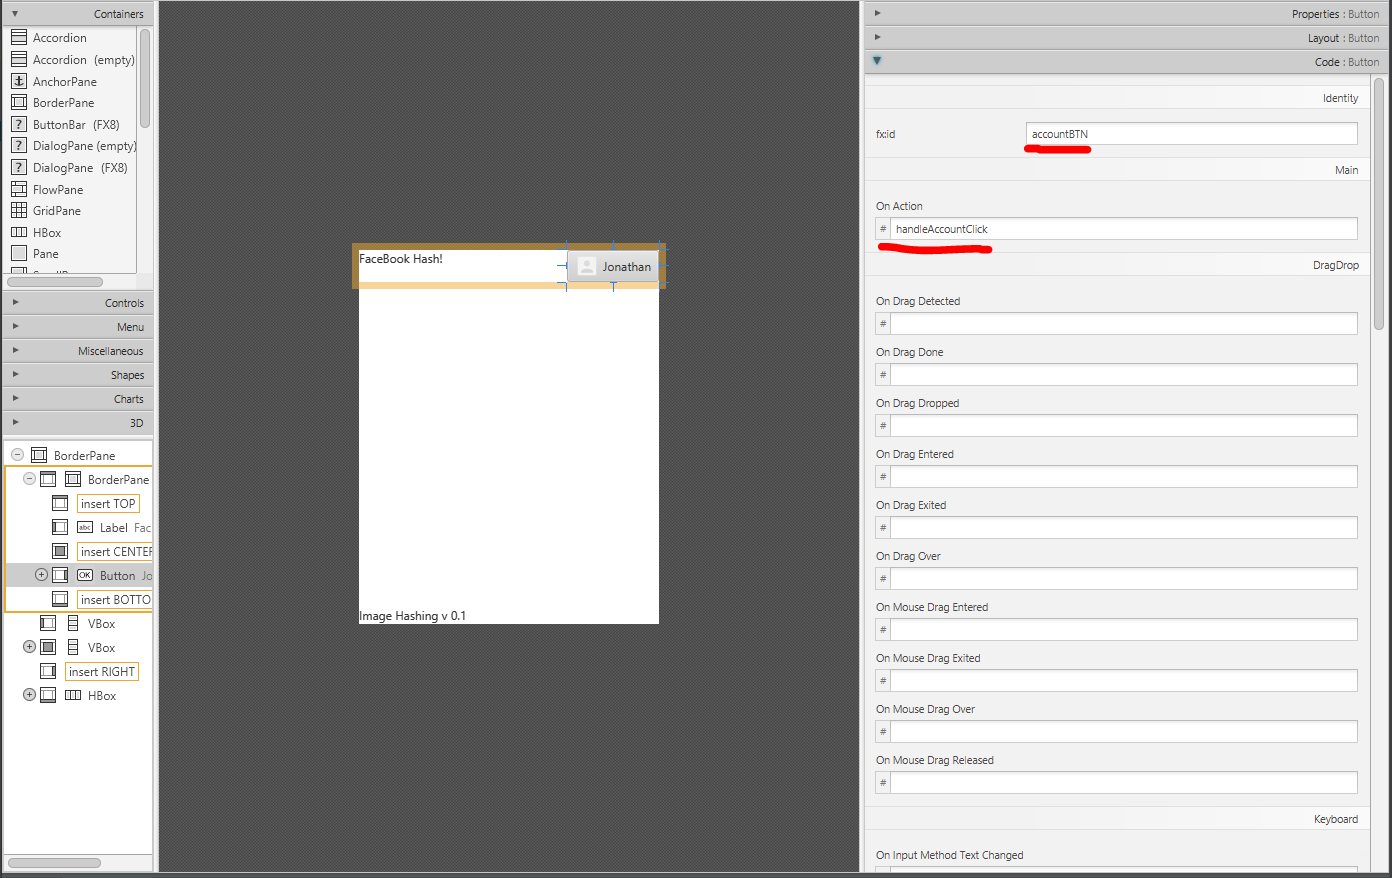 Containers
Accordion
Accordion (empty)
AnchorPane
BorderPane
ButtonBar (FX8)
DialogPane (empty)
DialogPane (FX8)
FlowPane
GridPane
HBox
Pane
Controls
Menu
Miscellaneous
Shapes
Charts
3D
BorderPane
BorderPane
insert TOP
abc Label Fac
insert CENTER
OK Button Jo
insert BOTTO
VBox
VBox
insert RIGHT
HBox
FaceBook Hash!
Jonathan
Image Hashing v 0.1
Properties : Button
Layout : Button
Code : Button
Identity
fx:id
accountBTN
Main
On Action
# handleAccountClick
DragDrop
On Drag Detected
#
On Drag Done
#
On Drag Dropped
#
On Drag Entered
#
On Drag Exited
#
On Drag Over
#
On Mouse Drag Entered
#
On Mouse Drag Exited
#
On Mouse Drag Over
#
On Mouse Drag Released
#
Keyboard
On Input Method Text Changed